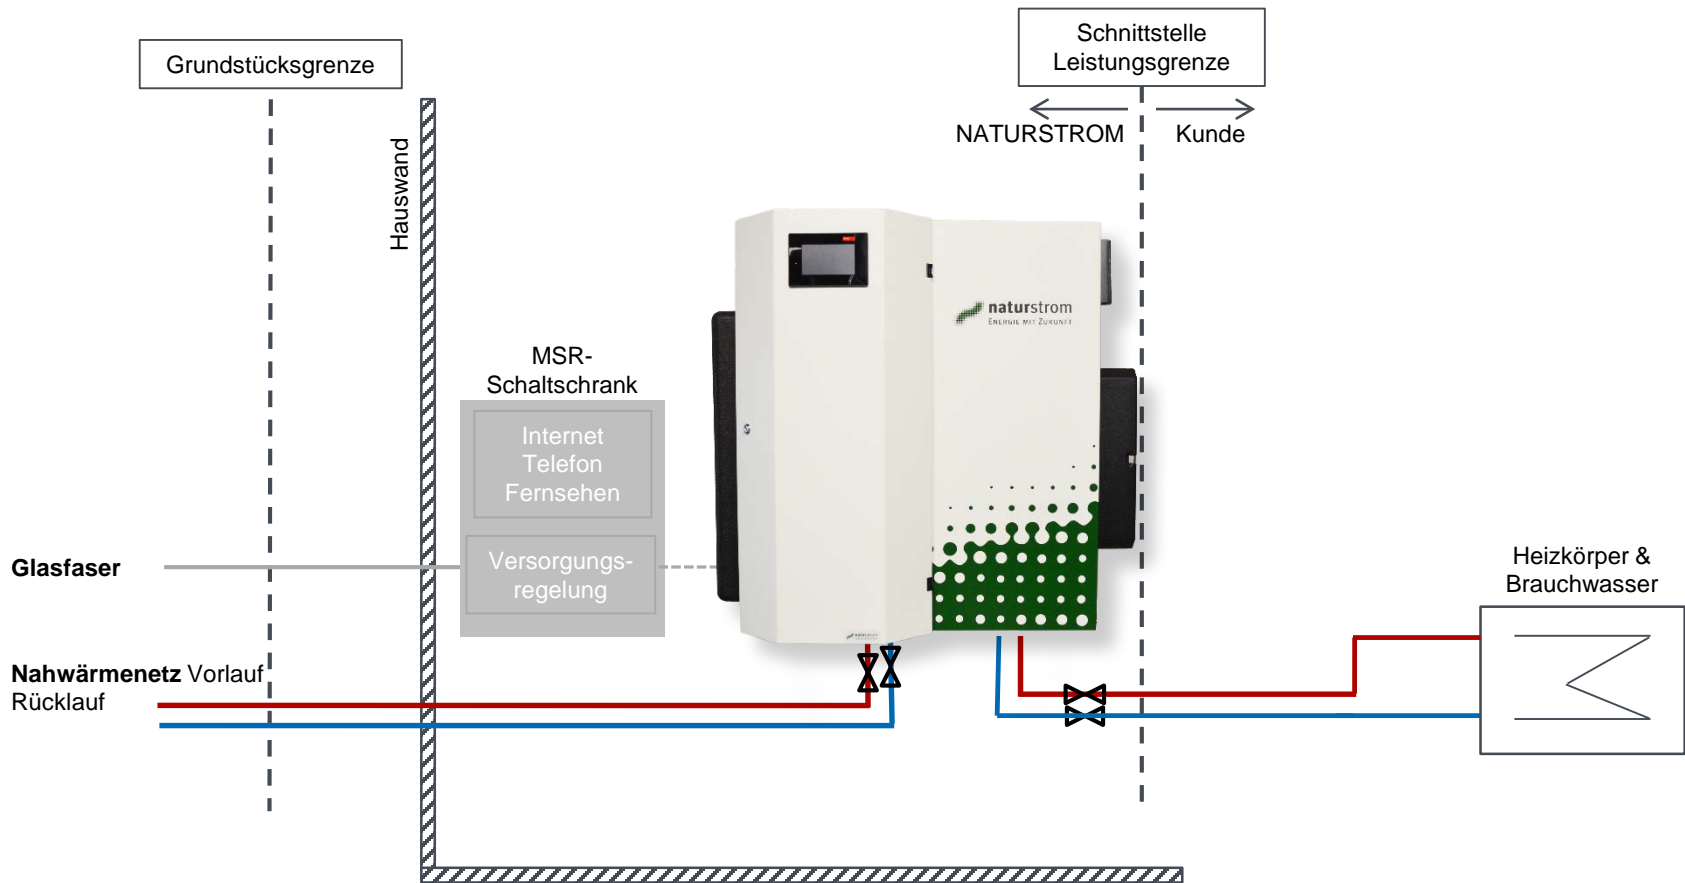 Grundstücksgrenze
Schnittstelle
Leistungsgrenze
NATURSTROM
Kunde
Hauswand
naturstrom
ENERGIE MIT ZUKUNFT
MSR-
Schaltschrank
Internet
Telefon
Fernsehen
Versorgungs-
regelung
Glasfaser
Heizkörper &
Brauchwasser
naturstrom
Nahwärmenetz Vorlauf
Rücklauf